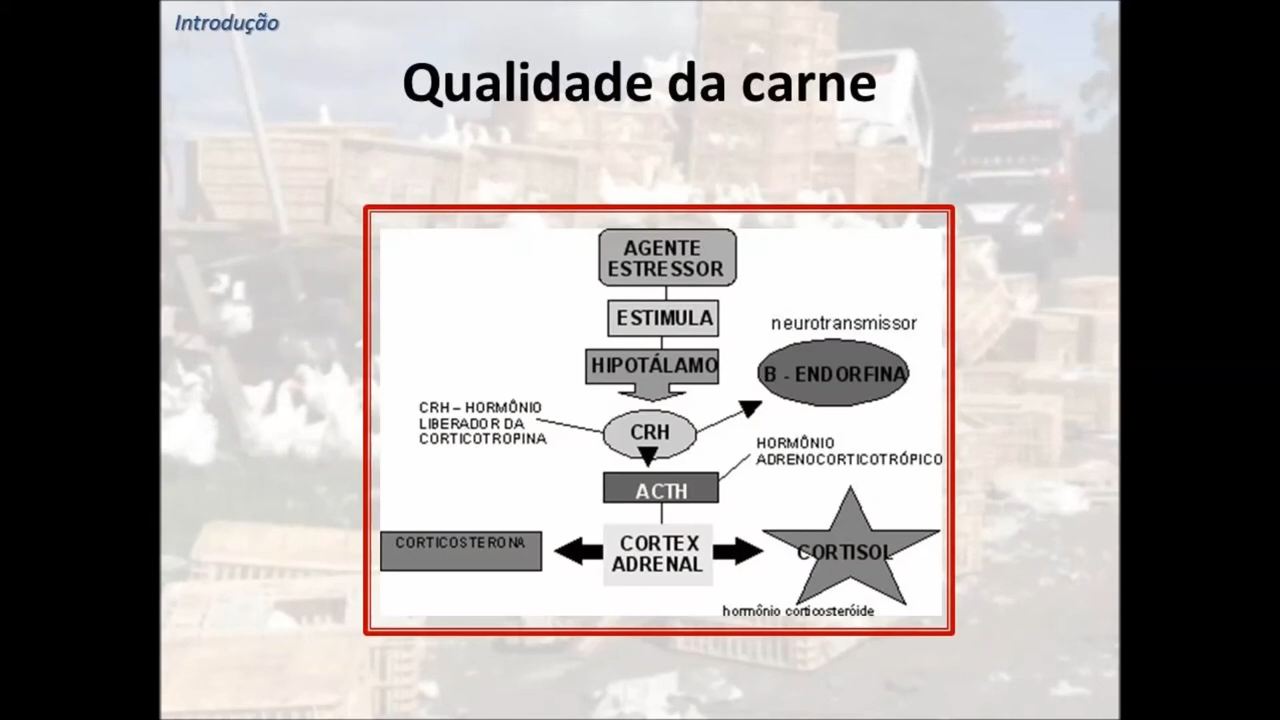 Introdução
Qualidade da carne
AGENTE
ESTRESSOR
ESTIMULA
neurotransmissor
HIPOTÁLAMO
B - ENDORFINA
CRH – HORMÔNIO
LIBERADOR DA
CORTICOTROPINA
CRH
HORMÔNIO
ADRENOCORTICOTRÓPICO
ACTH
CORTICOSTERONA
CORTEX
ADRENAL
CORTISOL
hormônio corticosteróide